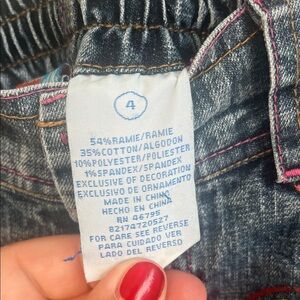 4
54%RAMIE/RAMIE
35%COTTON/ALGODON
10%POLYESTER/POLIESTER
1%SPANDEX/SPANDEX
EXCLUSIVE OF DECORATION
EXCLUSIVO DE ORNAMENTO
MADE IN CHINA
HECHO EN CHINA
RN 46795
82174720527
FOR CARE SEE REVERSE
PARA CUIDADO VER
LADO DEL REVERSO